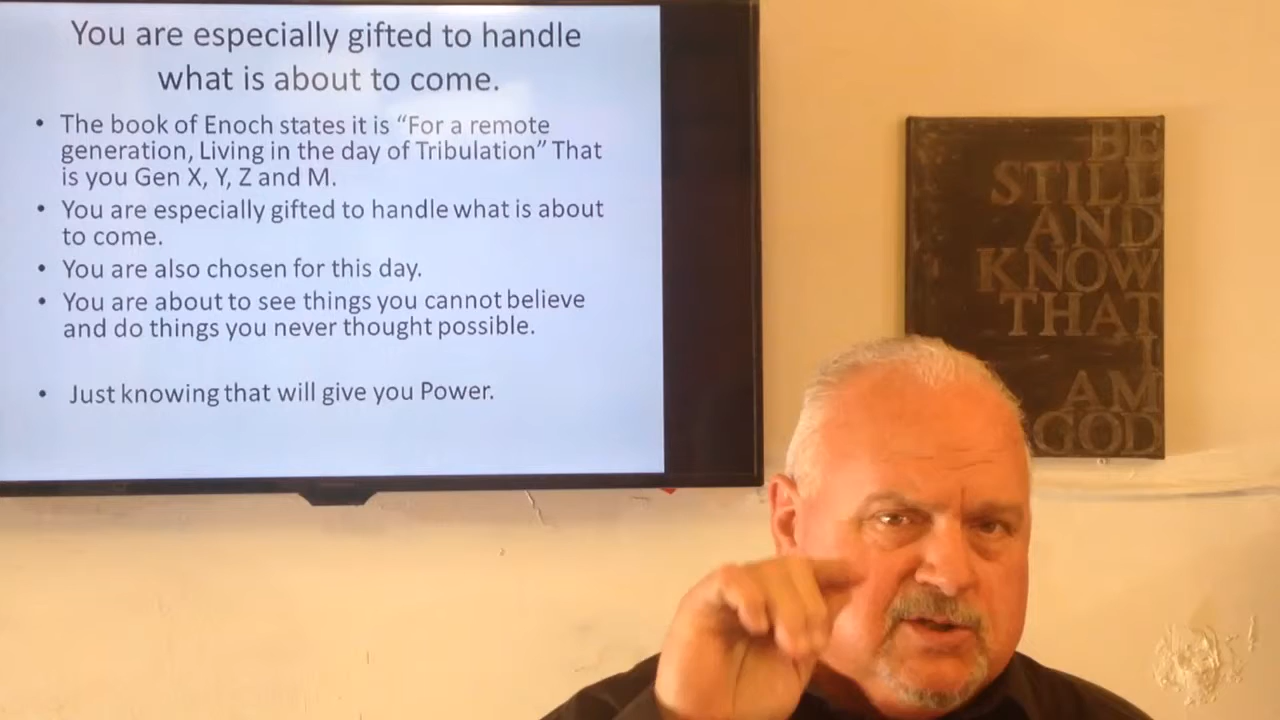 You are especially gifted to handle
what is about to come.
• The book of Enoch states it is “For a remote
generation, Living in the day of Tribulation” That
is you Gen X, Y, Z and M.
• You are especially gifted to handle what is about
to come.
• You are also chosen for this day.
• You are about to see things you cannot believe
and do things you never thought possible.
• Just knowing that will give you Power.
BE
STILL
AND
KNOW
THAT
I
AM
GOD